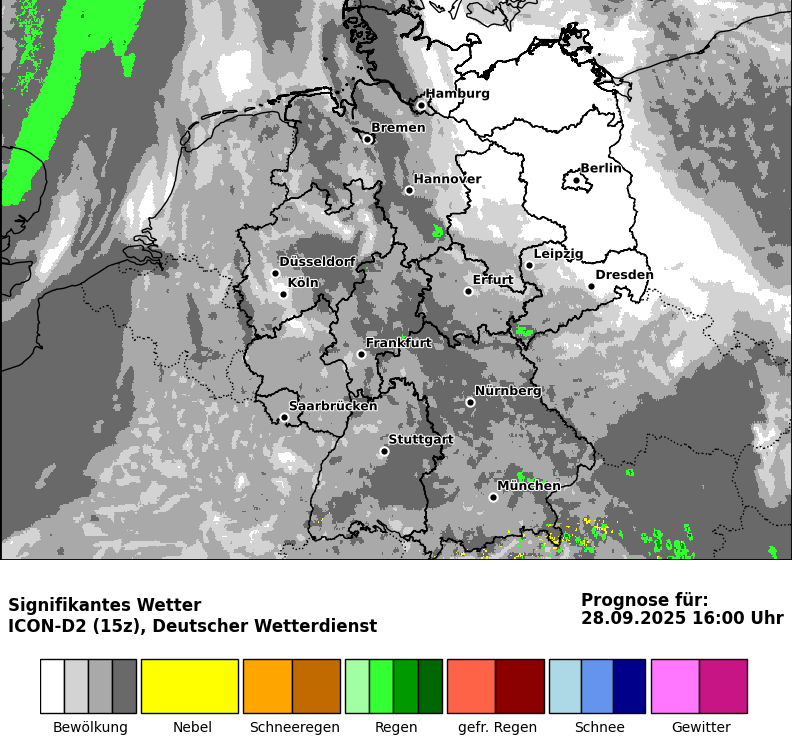 Hamburg
Bremen
Berlin
Hannover
Leipzig
Düsseldorf
Dresden
Köln
Erfurt
Frankfurt
Nürnberg
Saarbrücken
Stuttgart
München
Signifikantes Wetter
ICON-D2 (15z), Deutscher Wetterdienst
Prognose für:
28.09.2025 16:00 Uhr
Bewölkung
Nebel
Schneeregen
Regen
gefr. Regen
Schnee
Gewitter